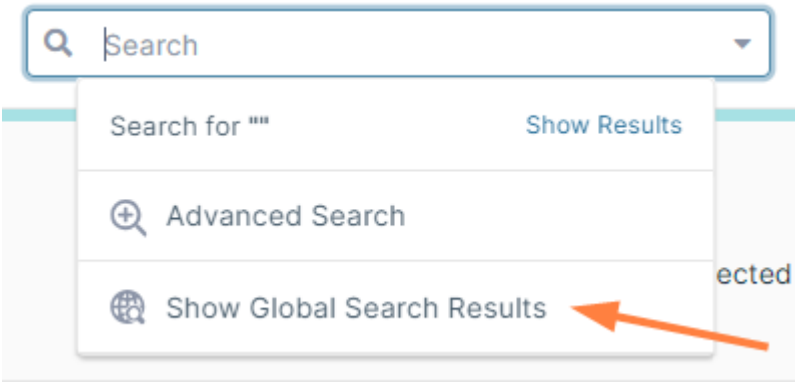 Search
Search for ""
Show Results
Advanced Search
ected
Show Global Search Results